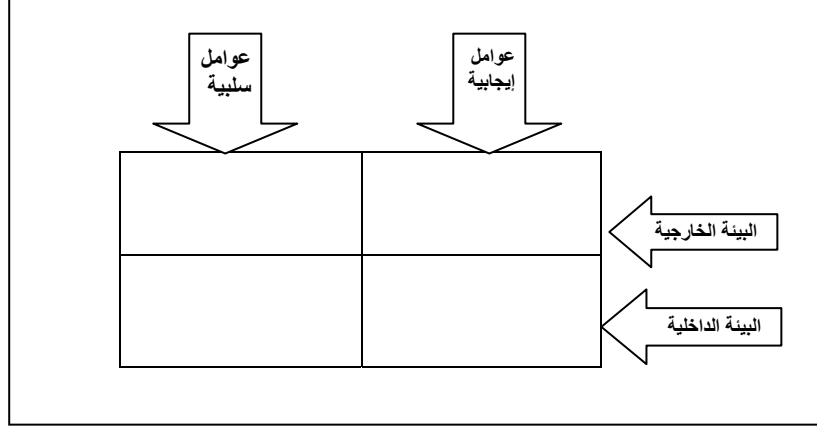 عوامل
إيجابية
عوامل
سلبية
البيئة الخارجية
البيئة الداخلية